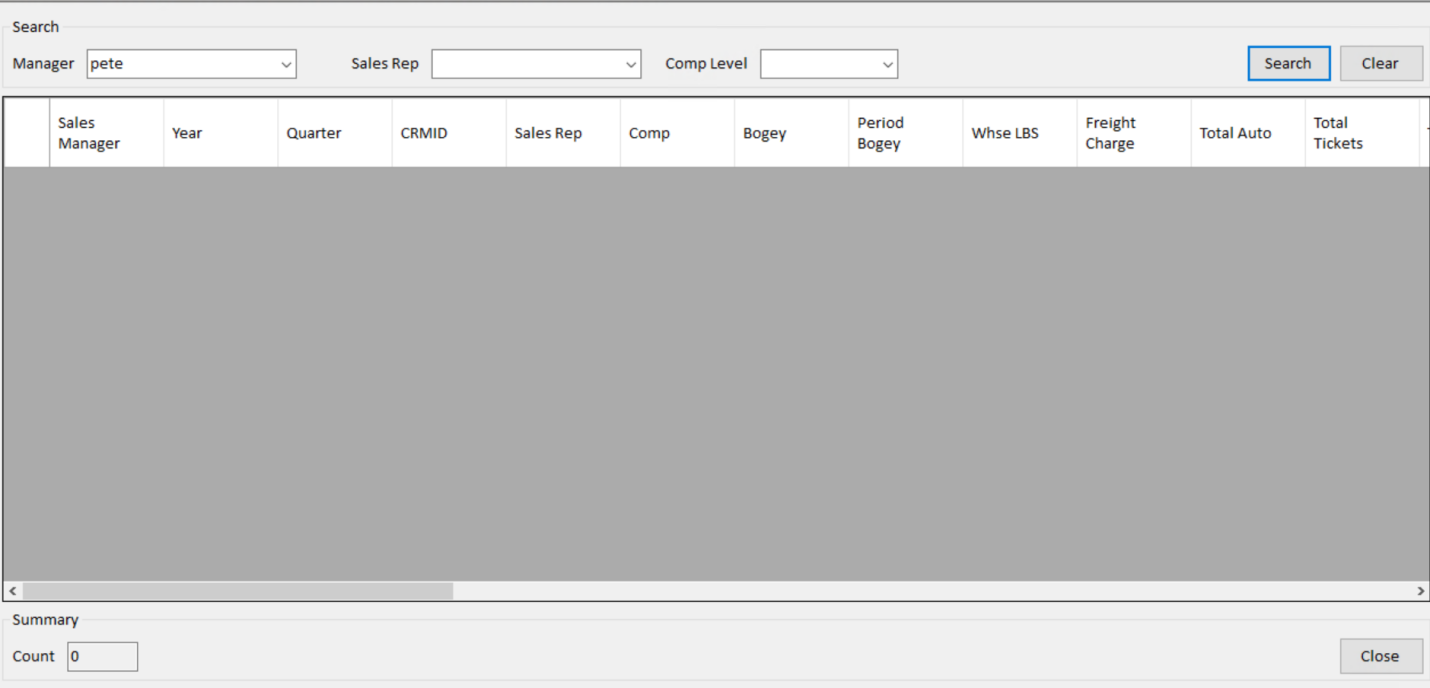 Search
Manager pete Sales Rep Comp Level Search Clear
Sales Manager Year Quarter CRMID Sales Rep Comp Bogey Period Bogey Whse LBS Freight Charge Total Auto Total Tickets
Summary
Count 0 Close